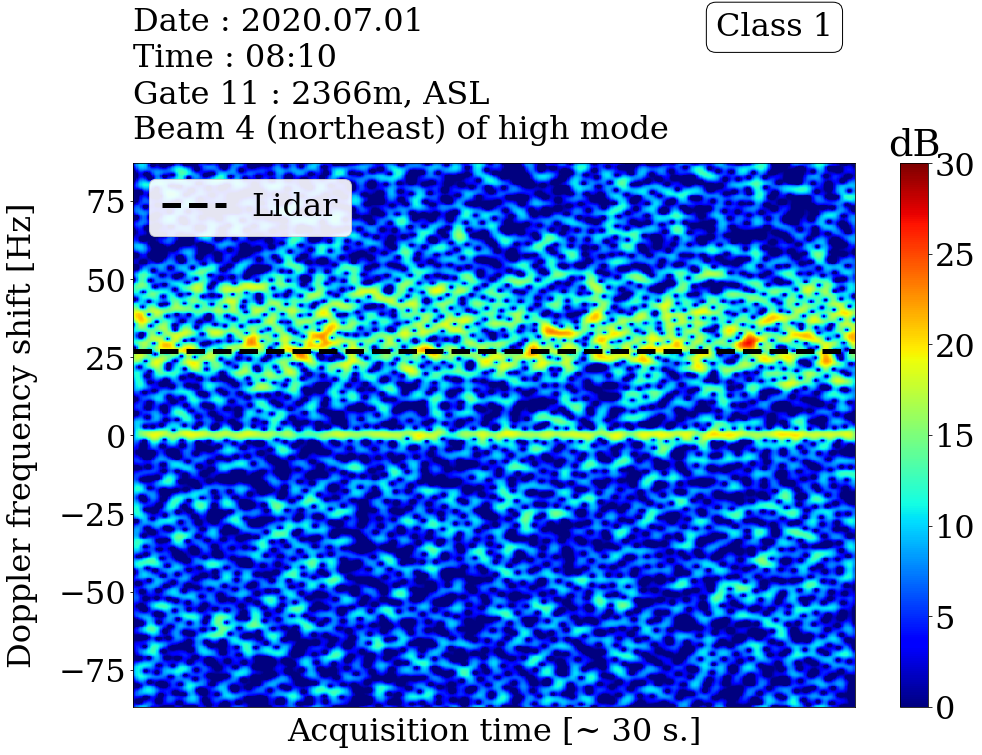 Date : 2020.07.01
Time : 08:10
Gate 11 : 2366m, ASL
Beam 4 (northeast) of high mode
Class 1
dB
Lidar
Doppler frequency shift [Hz]
75
50
25
0
−25
−50
−75
Acquisition time [~ 30 s.]
30
25
20
15
10
5
0